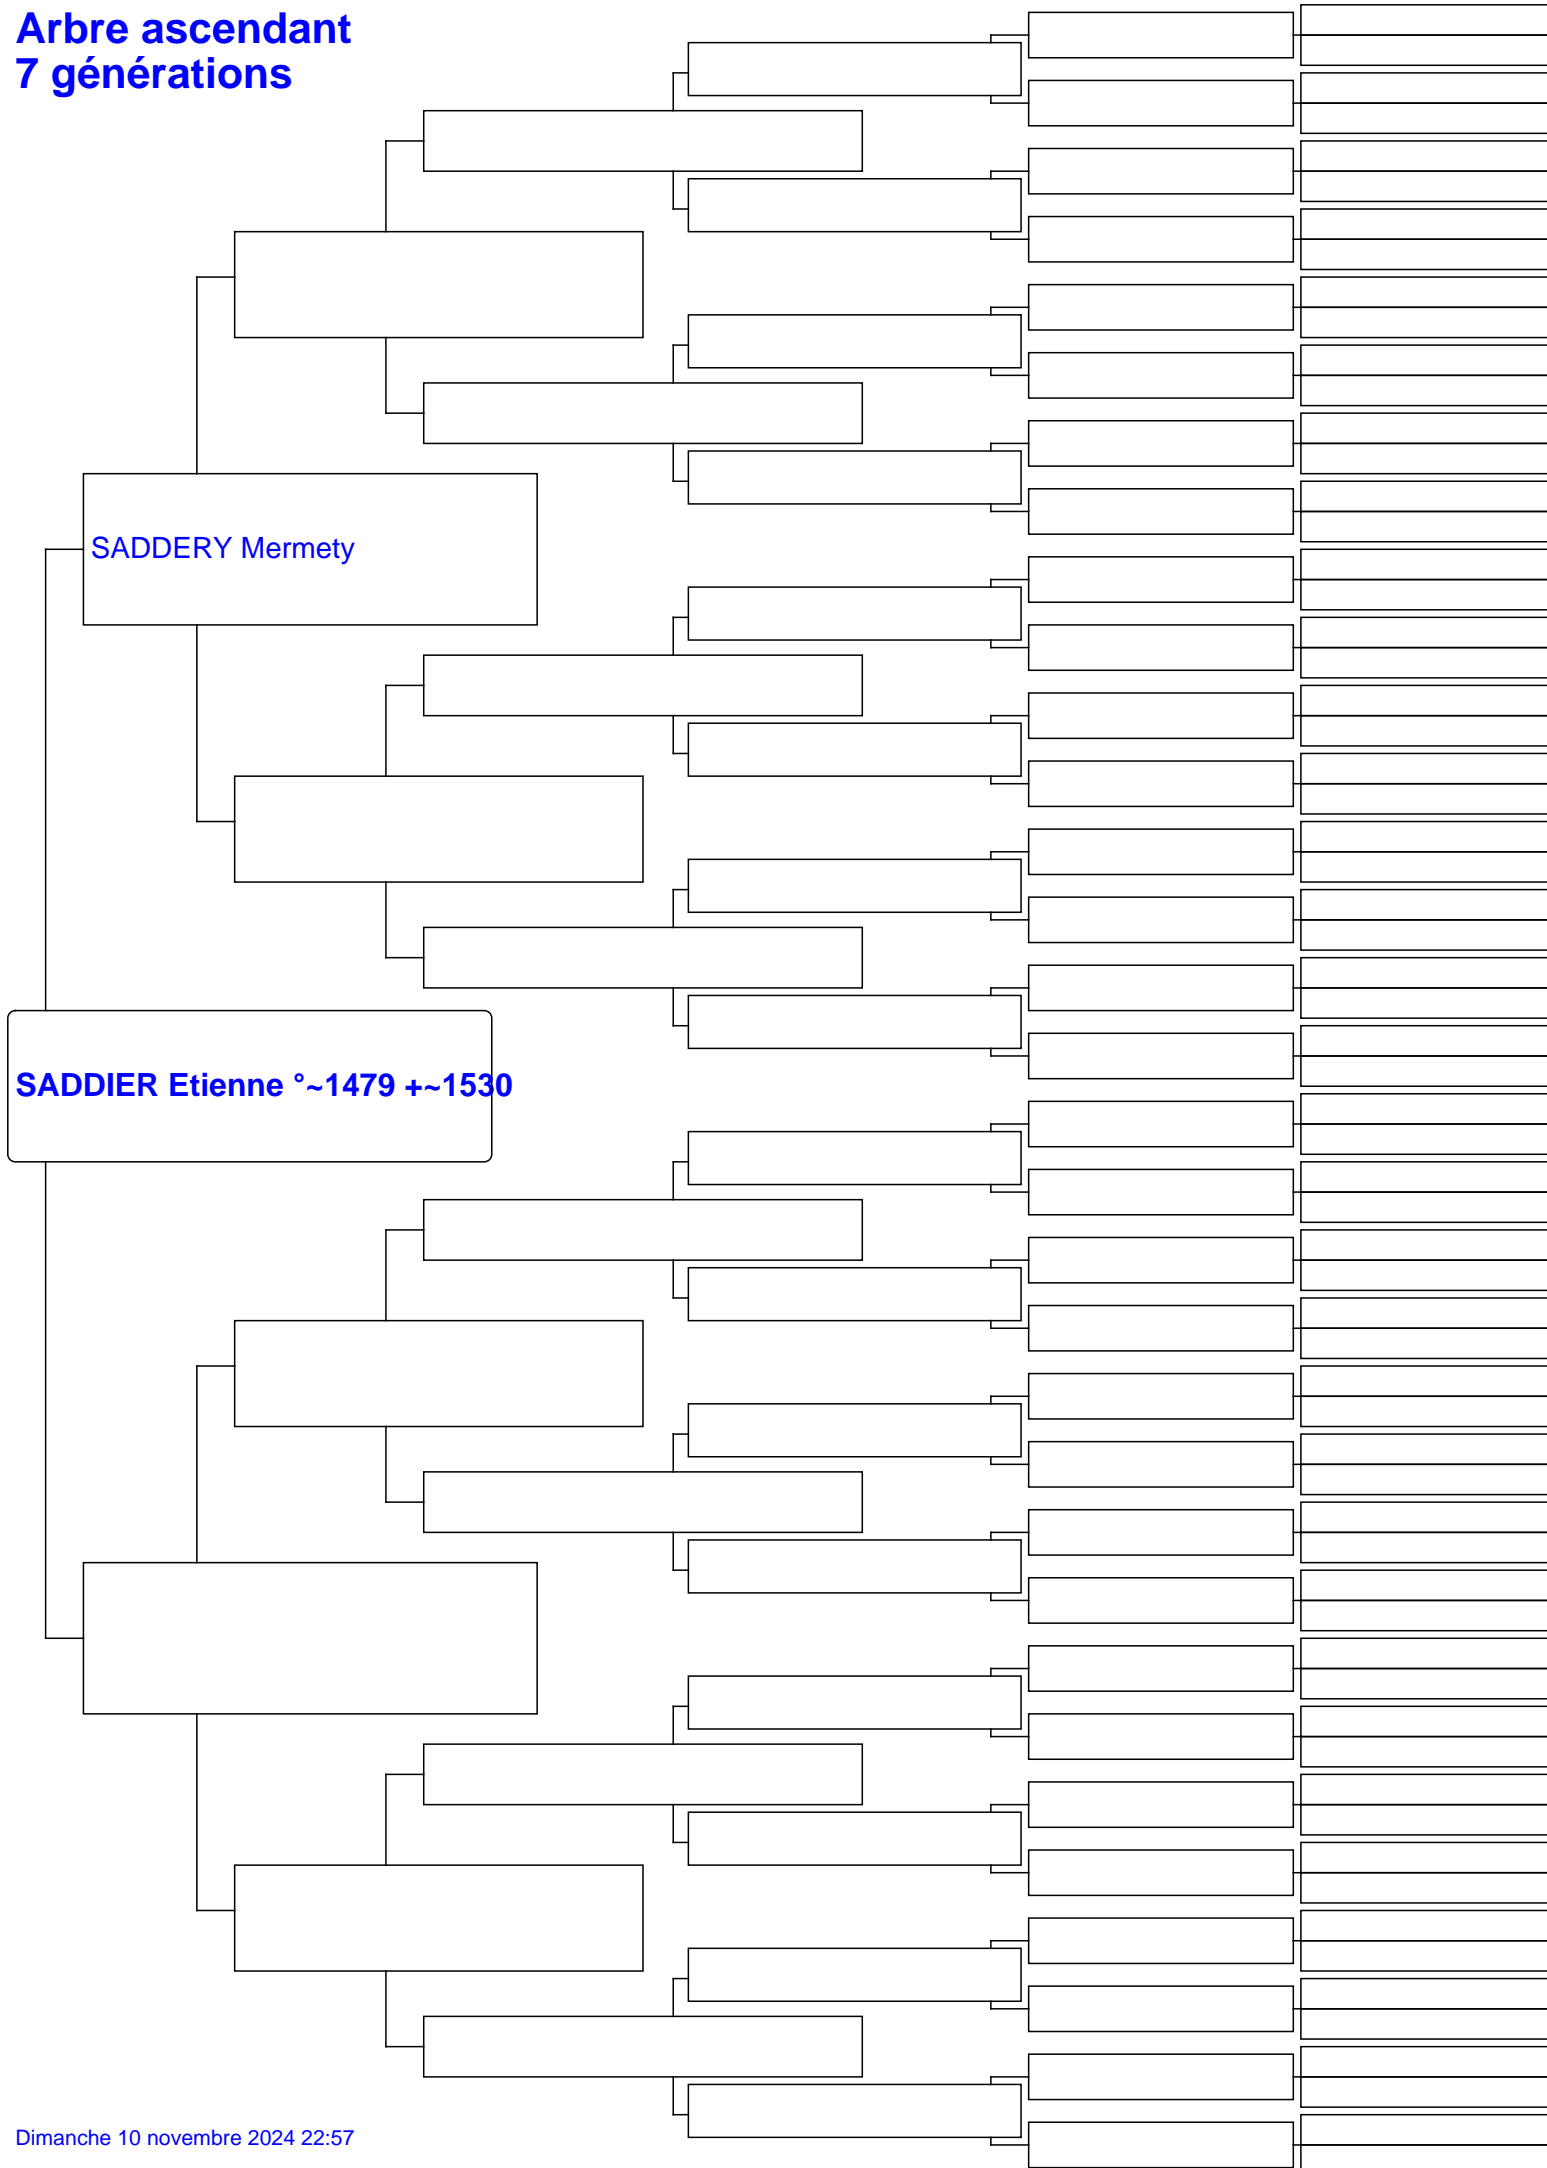 Arbre ascendant
7 générations
SADDERY Mermety
SADDIER Etienne °~1479 +~1530
Dimanche 10 novembre 2024 22:57